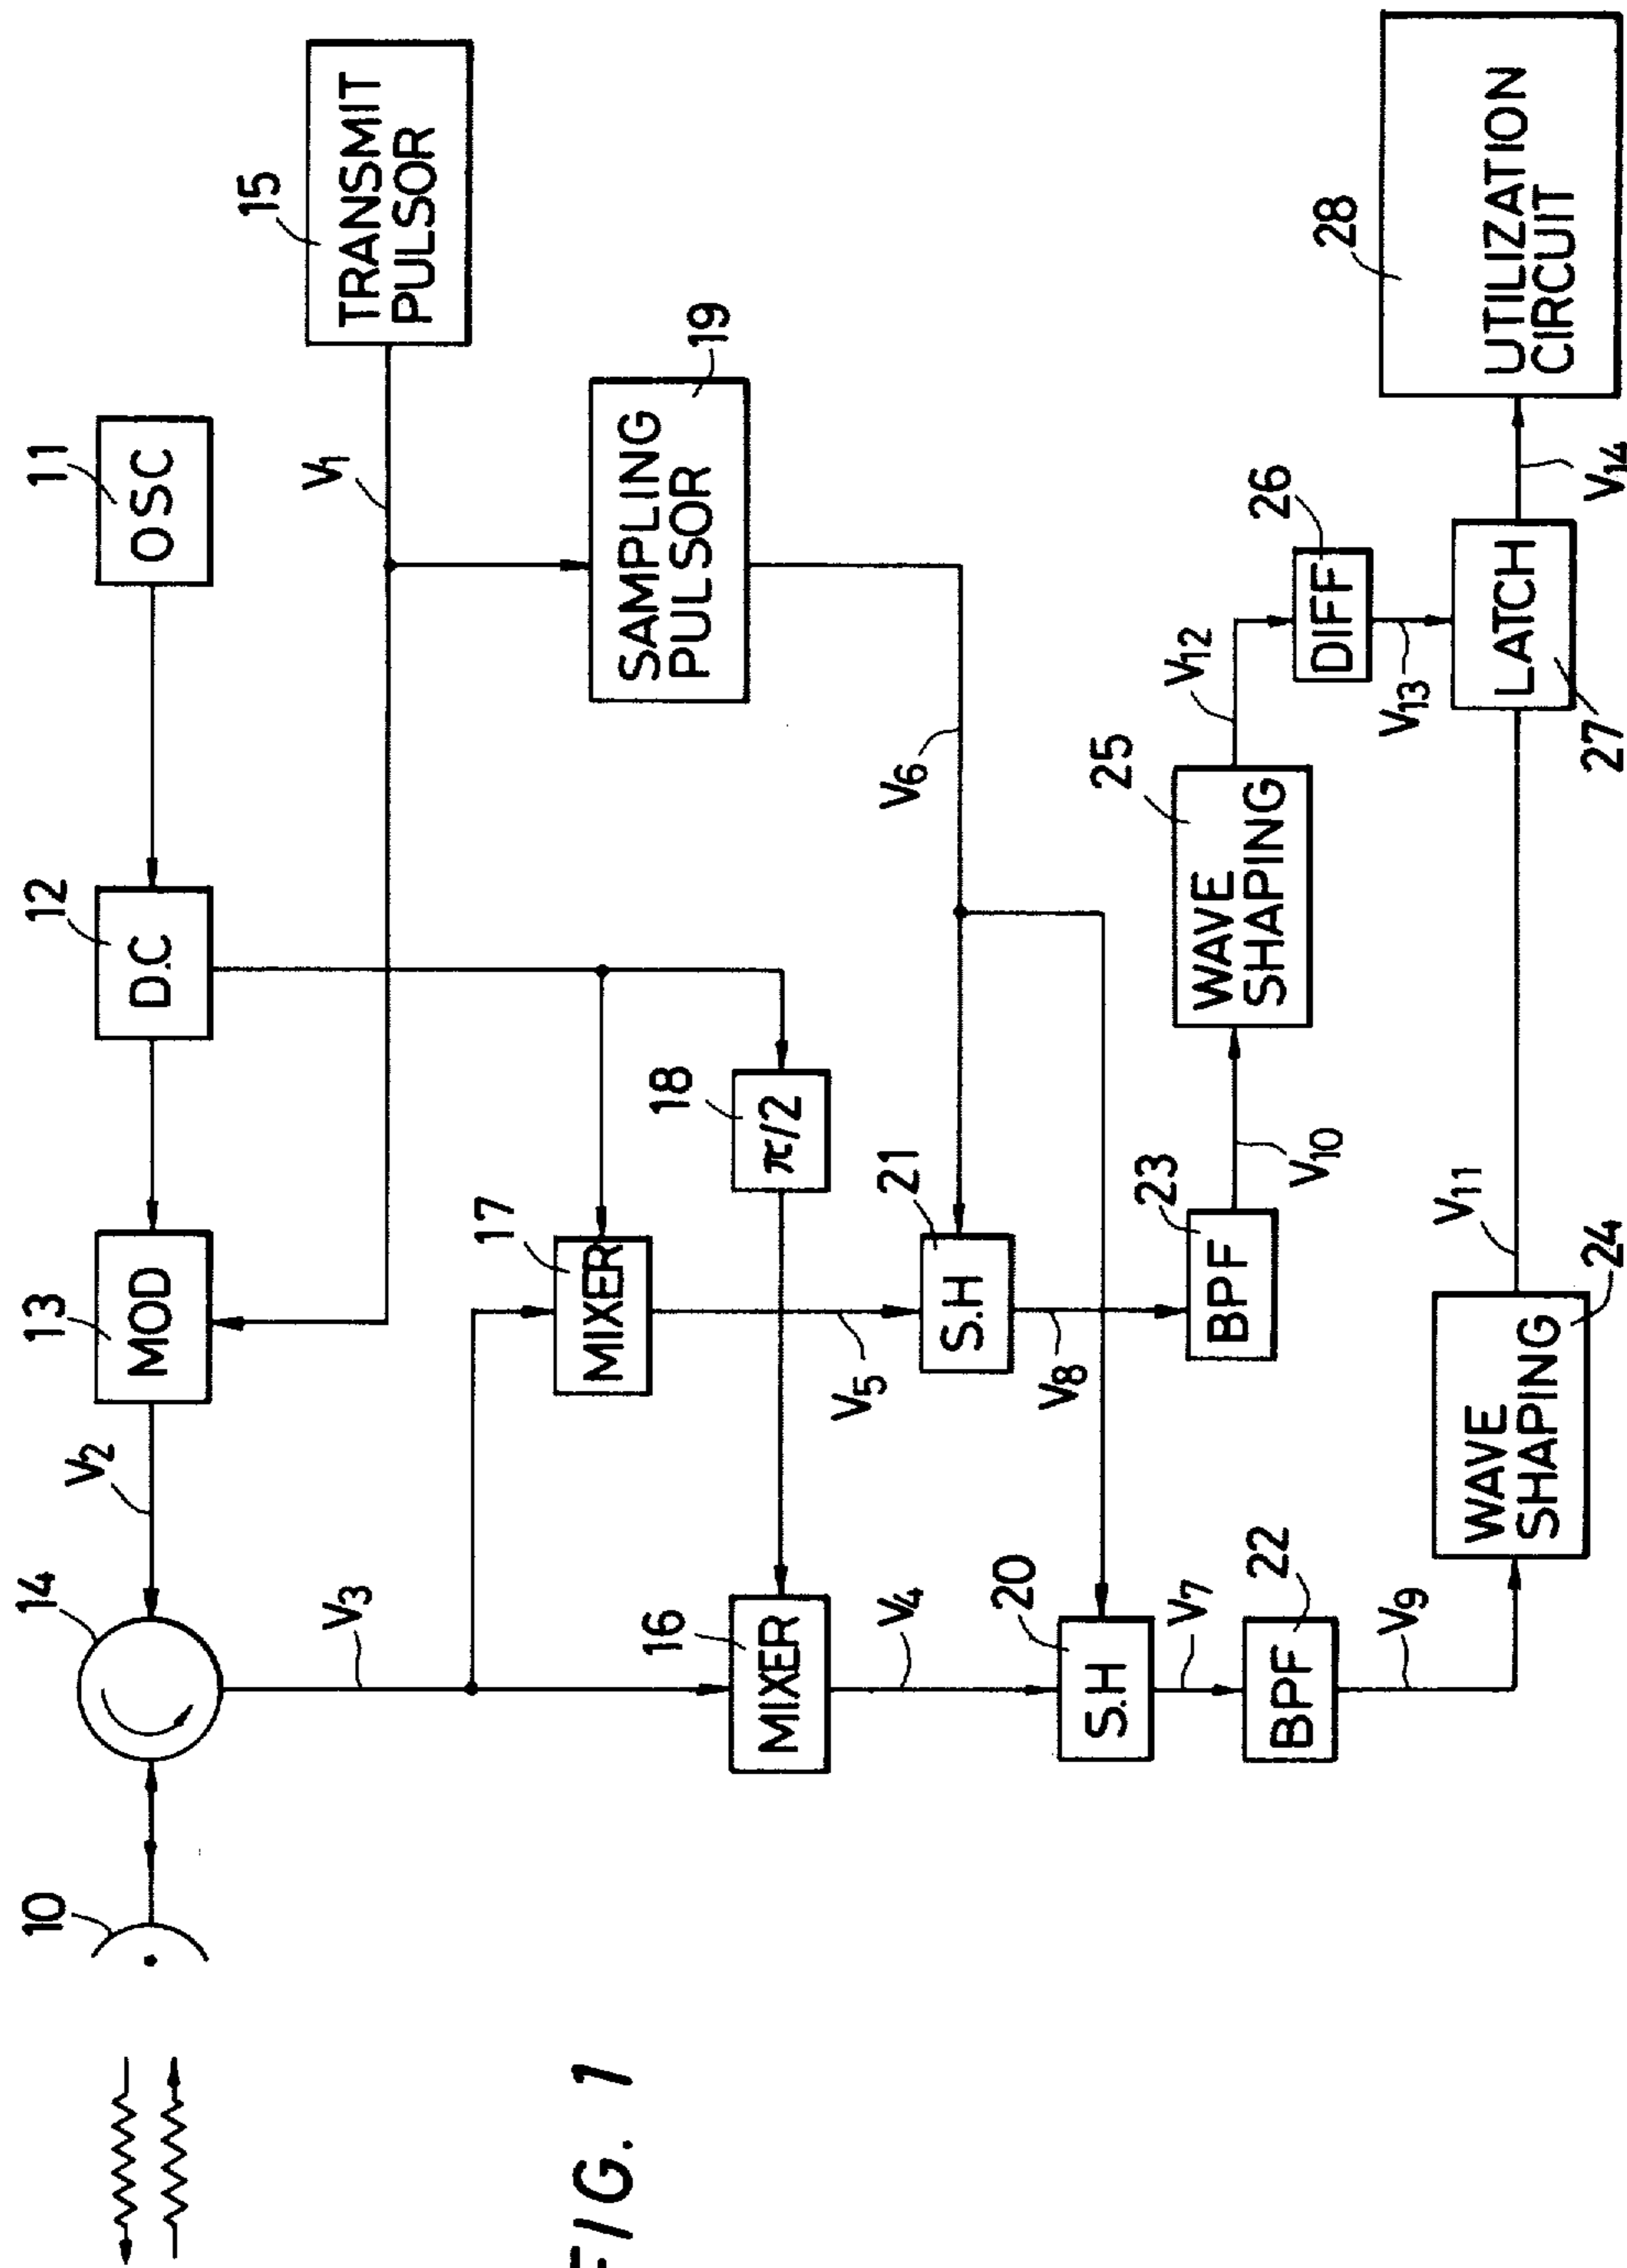 FIG. 1
10
14
V2
13
MOD
12
D.C
11
OSC
V3
V1
15
TRANSMIT
PULSOR
17
MIXER
16
MIXER
18
π/2
19
SAMPLING
PULSOR
V4
V5
V6
20
S.H
21
S.H
V7
V8
22
BPF
23
BPF
V9
V10
25
WAVE
SHAPING
V12
26
DIFF
V13
24
WAVE
SHAPING
V11
27
LATCH
V14
28
UTILIZATION
CIRCUIT